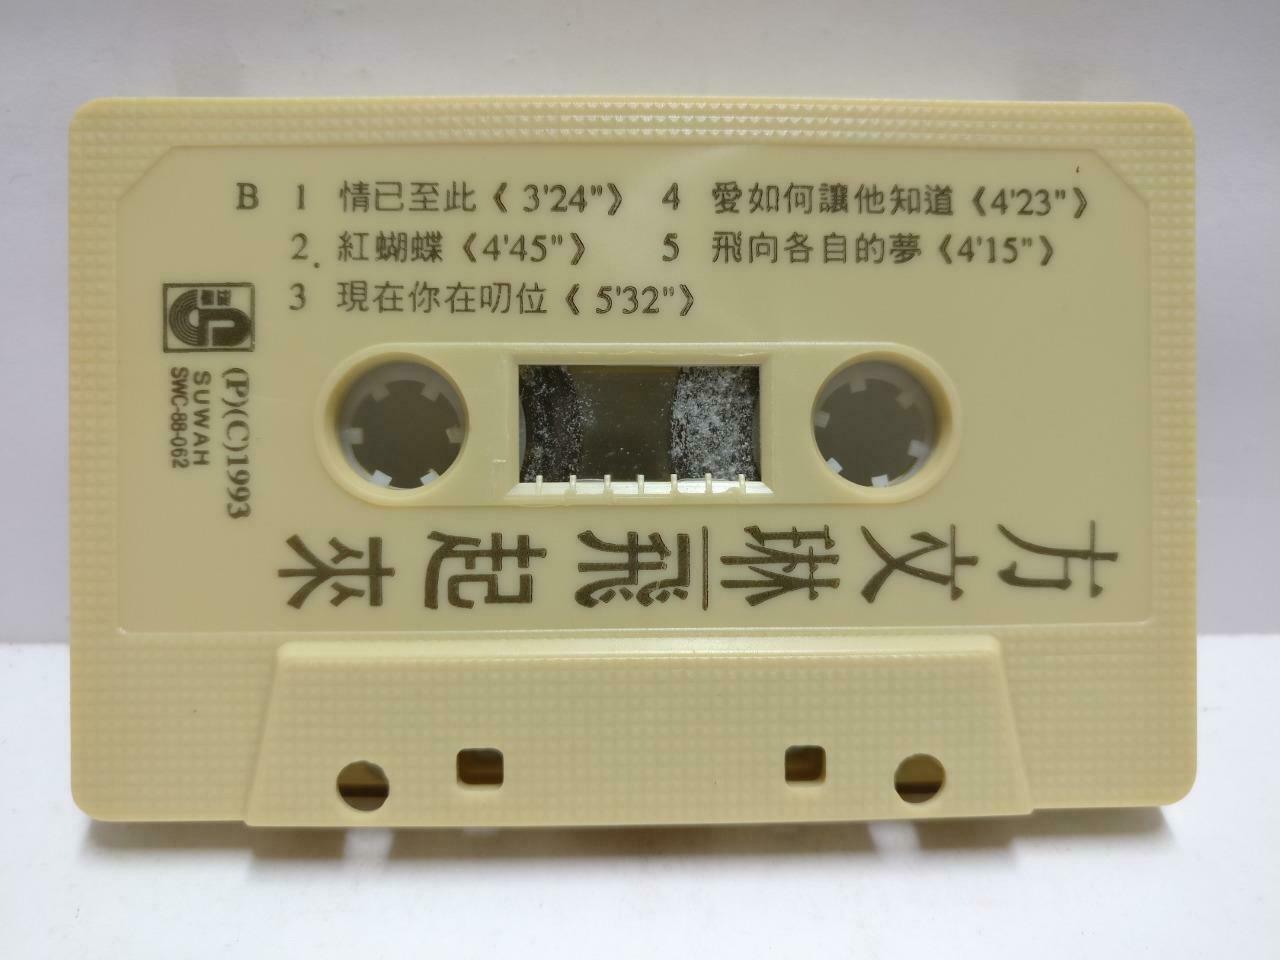 B 1 情已至此《 3'24"》 4 愛如何讓他知道《4'23"》
2. 紅蝴蝶《4'45"》 5 飛向各自的夢《4'15"》
3 現在你在叨位《 5'32"》
(P)(C)1993
SUWAH
SWC-88-062
方文琳 飛起來